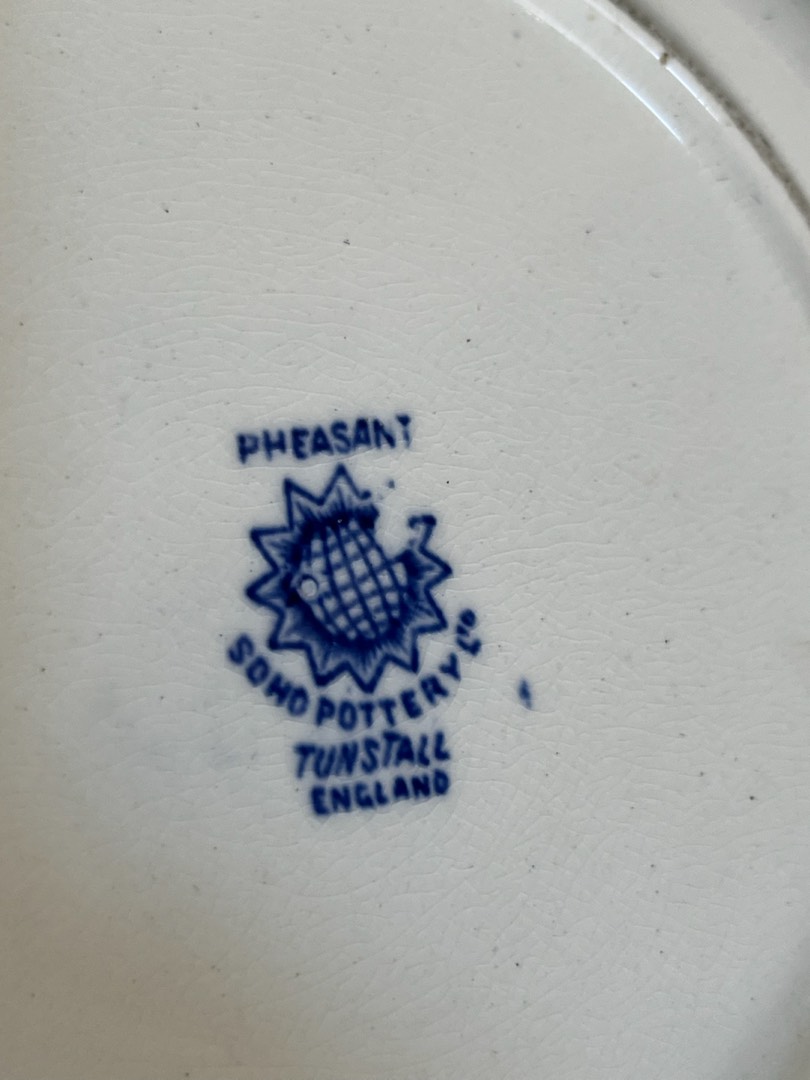 PHEASANT
SOHO POTTERY LTD
TUNSTALL
ENGLAND